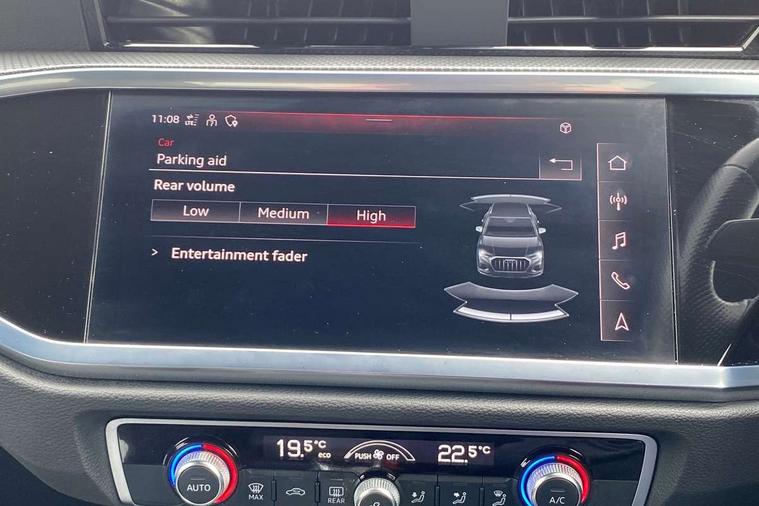 11:08 LTE
Car
Parking aid
Rear volume
Low Medium High
> Entertainment fader
19.5°C eco PUSH OFF 22.5°C
AUTO MAX REAR A/C